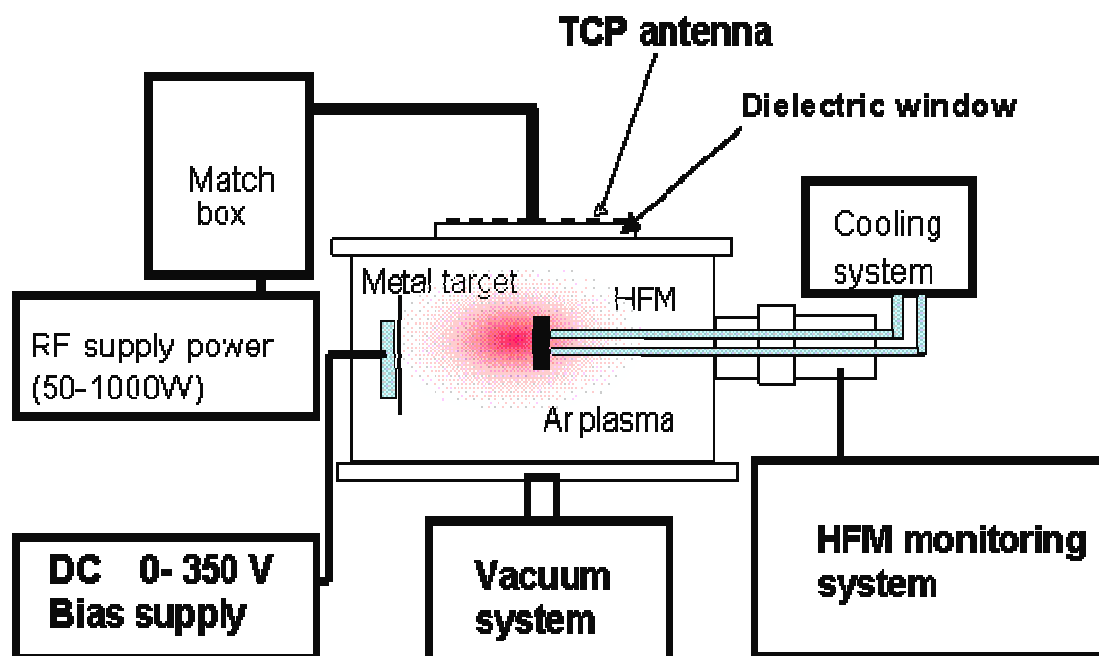 TCP antenna
Dielectric window
Match
box
Cooling
system
Metal target
HFM
RF supply power
(50-1000W)
Ar plasma
DC 0- 350 V
Bias supply
Vacuum
system
HFM monitoring
system